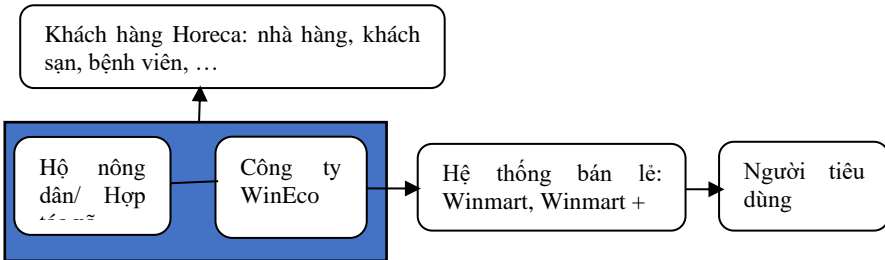 Khách hàng Horeca: nhà hàng, khách
sạn, bệnh viên, …
Hộ nông
dân/ Hợp
Công ty
WinEco
Hệ thống bán lẻ:
Winmart, Winmart +
Người tiêu
dùng